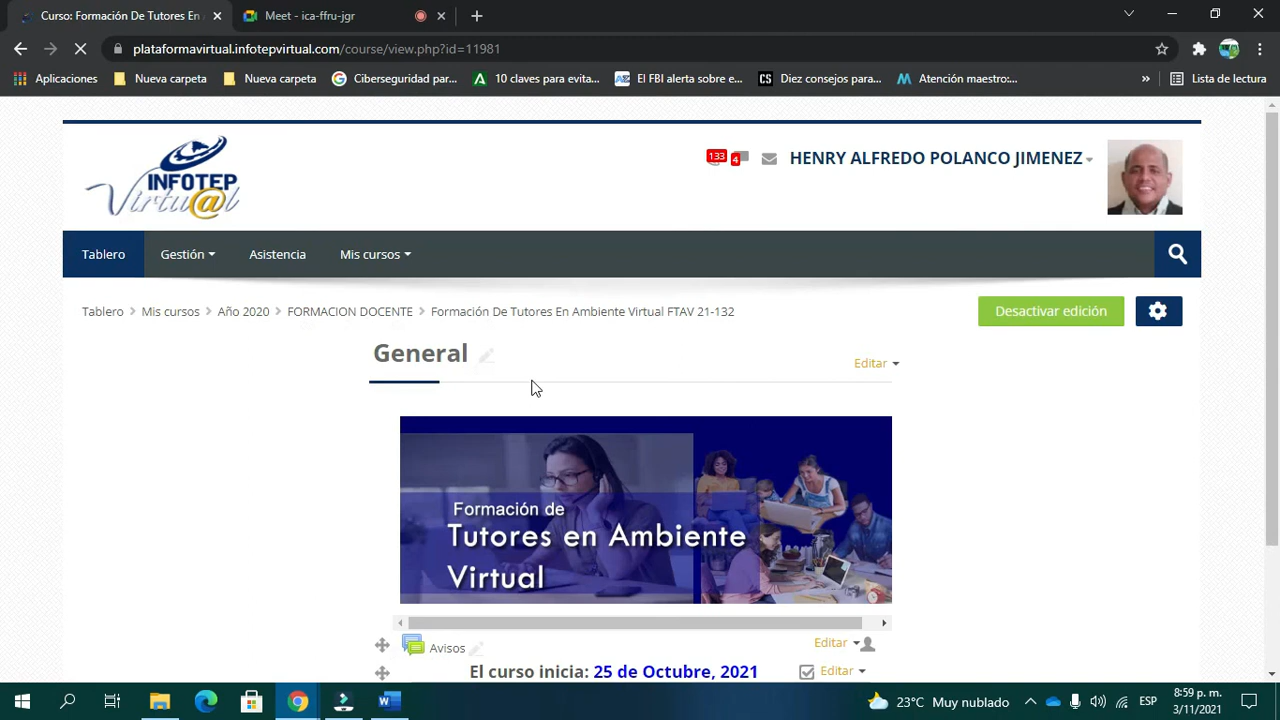 Curso: Formación De Tutores En
Meet - ica-ffru-jgr
plataformavirtual.infotepvirtual.com/course/view.php?id=11981
Aplicaciones
Nueva carpeta
Nueva carpeta
Ciberseguridad par...
10 claves para evita...
El FBI alerta sobre e...
CS
Diez consejos para...
Atención maestro:...
»
Lista de lectura
INFOTEP
Virtu@l
133
4
HENRY ALFREDO POLANCO JIMENEZ
Tablero
Gestión
Asistencia
Mis cursos
Tablero
Mis cursos
Año 2020
FORMACION DOCENTE
Formación De Tutores En Ambiente Virtual FTAV 21-132
Desactivar edición
General
Editar
Formación de
Tutores en Ambiente
Virtual
Avisos
Editar
El curso inicia: 25 de Octubre, 2021
Editar
23°C Muy nublado
ESP
8:59 p. m.
3/11/2021